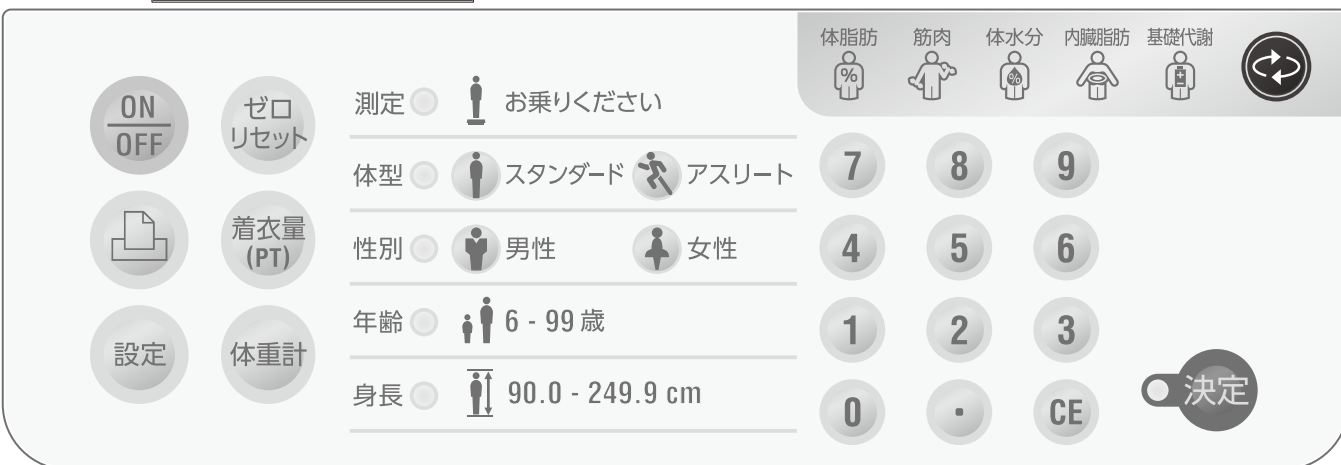 体脂肪 筋肉 体水分 内臓脂肪 基礎代謝
%
%
ON
OFF
ゼロ
リセット
測定 お乗りください
体型 スタンダード アスリート
着衣量
(PT)
性別 男性 女性
年齢 6 - 99 歳
設定
体重計
身長 90.0 - 249.9 cm
7 8 9
4 5 6
1 2 3
0 . CE
決定